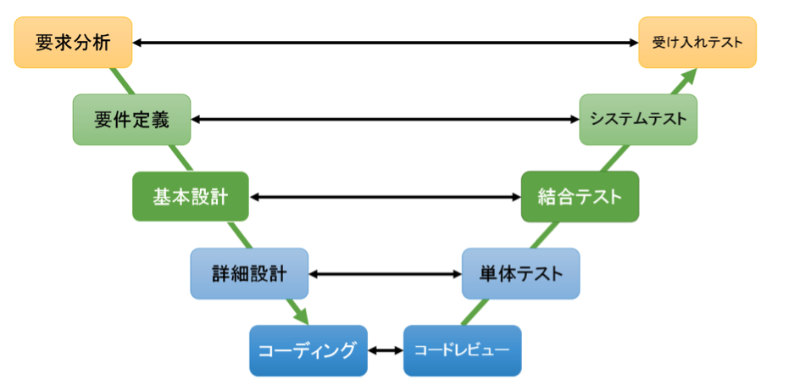 要求分析
受け入れテスト
要件定義
システムテスト
基本設計
結合テスト
詳細設計
単体テスト
コーディング
コードレビュー